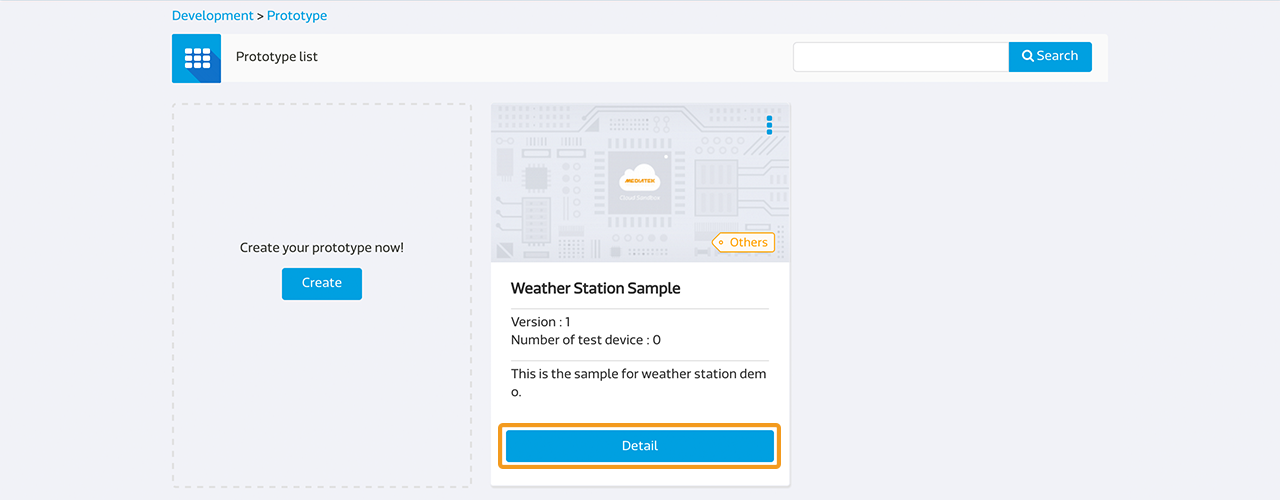 Development > Prototype
Prototype list
Search
Create your prototype now!
Create
MEDIATEK
Cloud Sandbox
Others
Weather Station Sample
Version : 1
Number of test device : 0
This is the sample for weather station dem
o.
Detail